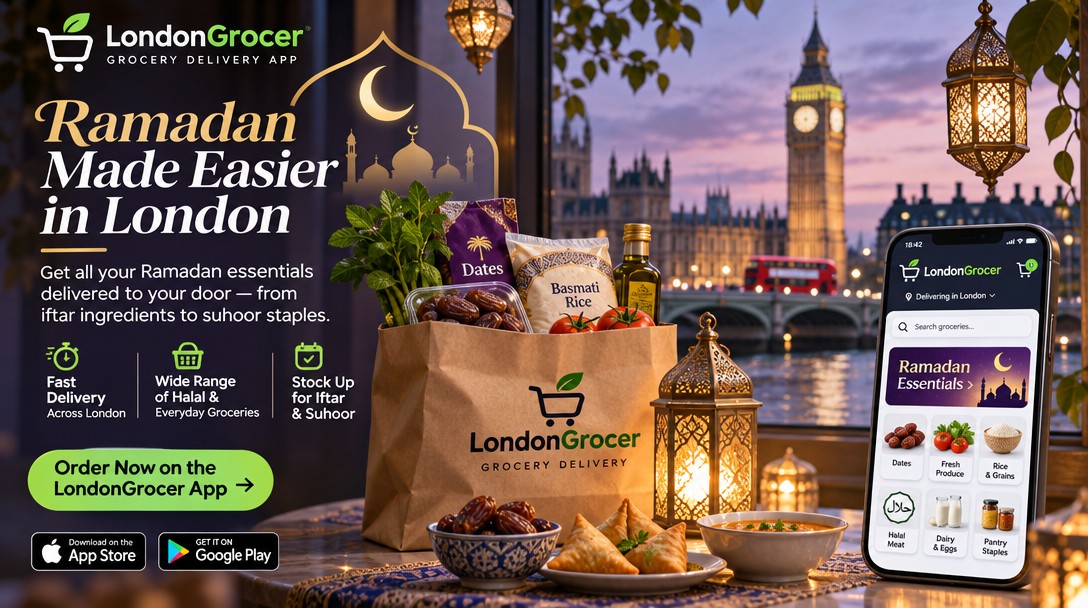 LondonGrocer
GROCERY DELIVERY APP
Ramadan
Made Easier
in London
Get all your Ramadan essentials
delivered to your door — from
iftar ingredients to suhoor staples.
Fast
Delivery
Across London
Wide Range
of Halal &
Everyday Groceries
Stock Up
for Iftar
& Suhoor
Order Now on the
LondonGrocer App →
Download on the
App Store
GET IT ON
Google Play
Dates
Basmati
Rice
LondonGrocer
GROCERY DELIVERY
18:42
LondonGrocer
Delivering in London
Search groceries...
Ramadan
Essentials >
Dates
Fresh
Produce
Rice
& Grains
حلال
Halal
Meat
Dairy
& Eggs
Pantry
Staples